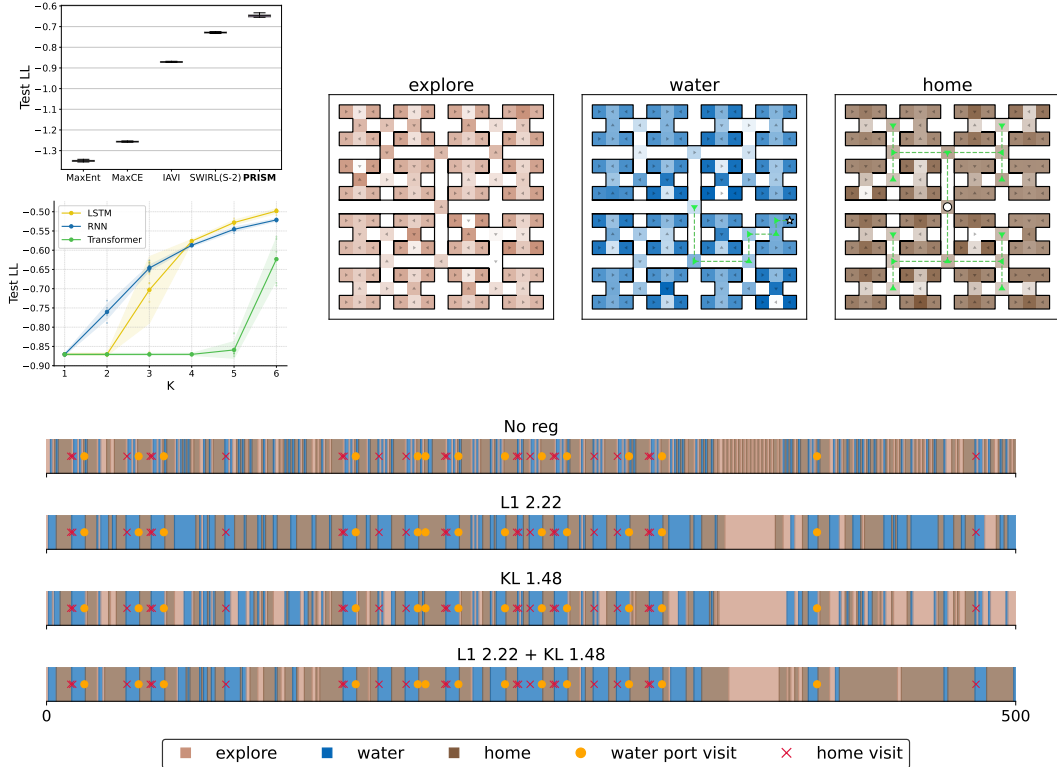 Test LL
−0.6
−0.7
−0.8
−0.9
−1.0
−1.1
−1.2
−1.3
MaxEnt MaxCE IAVI SWIRL(S-2) PRISM
Test LL
−0.50
−0.55
−0.60
−0.65
−0.70
−0.75
−0.80
−0.85
−0.90
LSTM
RNN
Transformer
1 2 3 4 5 6
K
explore water home
No reg
L1 2.22
KL 1.48
L1 2.22 + KL 1.48
0 500
explore water home water port visit home visit